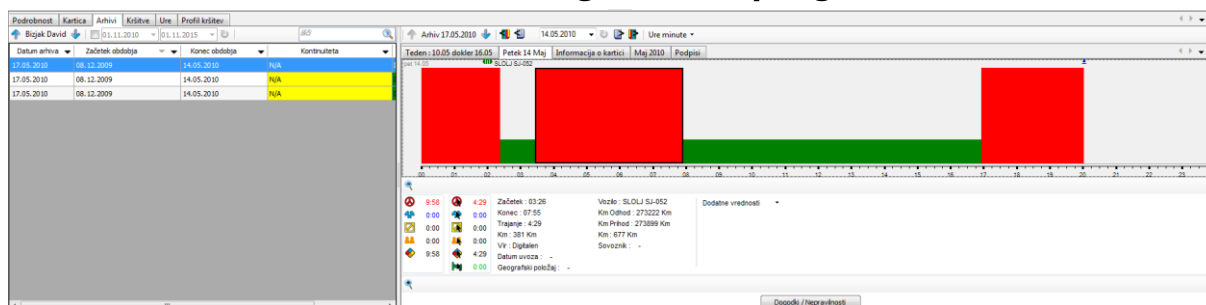 Podrobnost Kartica Arhivi Kršitve Ure Profil kršitev
Bizjak David 01.11.2010 01.11.2015
Arhiv 17.05.2010 14.05.2010 Ure minute
Datum arhiva Začetek obdobja Konec obdobja Kontinuiteta
17.05.2010 08.12.2009 14.05.2010 N/A
17.05.2010 08.12.2009 14.05.2010 N/A
17.05.2010 08.12.2009 14.05.2010 N/A
Teden : 10.05 dokler 16.05 Petek 14 Maj Informacija o kartici Maj 2010 Podpisi
pet 14.05 SLOLJ SJ-052
00 01 02 03 04 05 06 07 08 09 10 11 12 13 14 15 16 17 18 19 20 21 22 23
9:58 4:29 Začetek : 03:26 Vozilo : SLOLJ SJ-052 Dodatne vrednosti
0:00 0:00 Konec : 07:55 Km Odhod : 273222 Km
0:00 0:00 Trajanje : 4:29 Km Prihod : 273899 Km
0:00 0:00 Km : 381 Km Km : 677 Km
9:58 4:29 Vir : Digitalen Sovoznik : -
Datum uvoza : -
0:00 Geografski položaj : -
Dogodki / Nepravilnosti